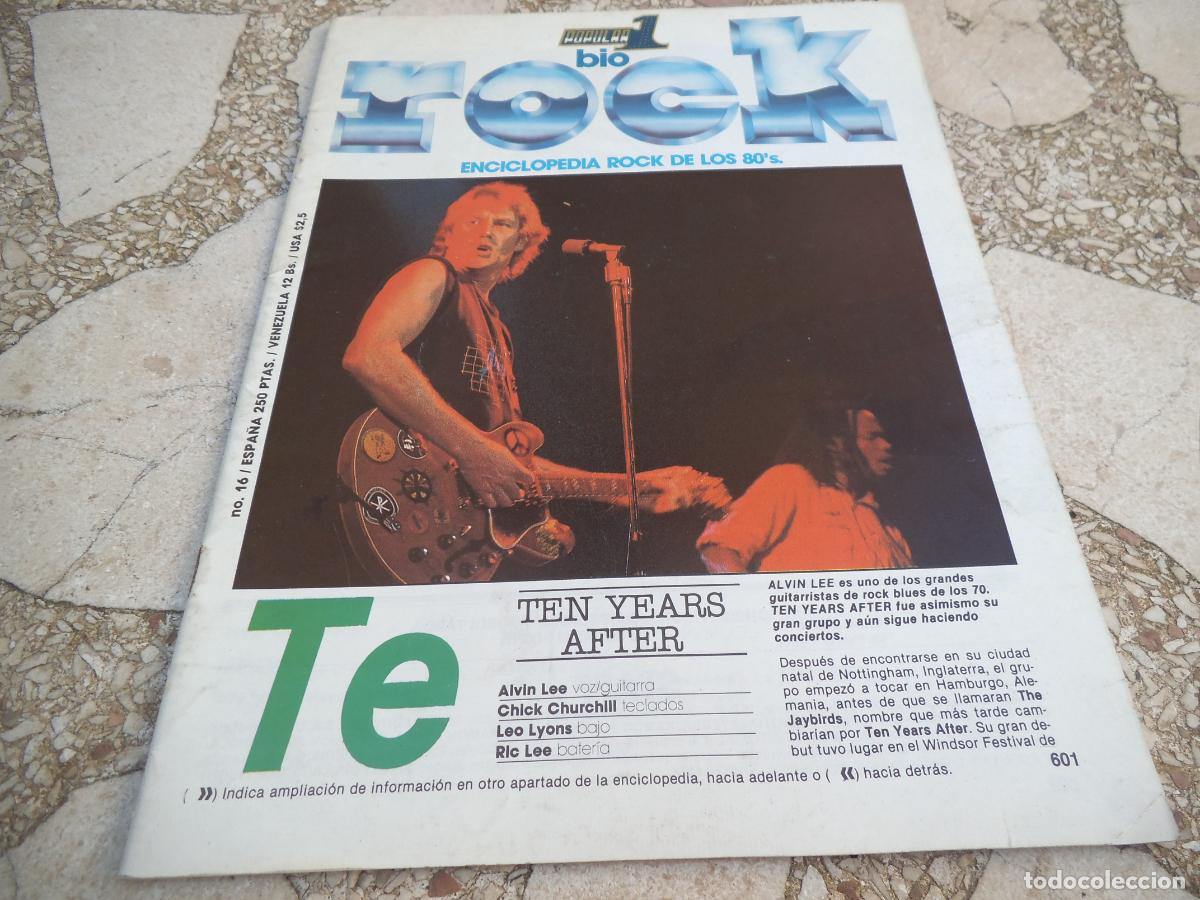 POPULAR 1
bio
rock
ENCICLOPEDIA ROCK DE LOS 80's.
no. 16 / ESPAÑA 250 PTAS. / VENEZUELA 12 Bs. / USA $2,5
Te
TEN YEARS
AFTER
Alvin Lee voz/guitarra
Chick Churchill teclados
Leo Lyons bajo
Ric Lee batería
ALVIN LEE es uno de los grandes
guitarristas de rock blues de los 70.
TEN YEARS AFTER fue asimismo su
gran grupo y aún sigue haciendo
conciertos.
Después de encontrarse en su ciudad
natal de Nottingham, Inglaterra, el gru-
po empezó a tocar en Hamburgo, Ale-
mania, antes de que se llamaran The
Jaybirds, nombre que más tarde cam-
biarían por Ten Years After. Su gran de-
but tuvo lugar en el Windsor Festival de
601
( ») Indica ampliación de información en otro apartado de la enciclopedia, hacia adelante o ( «) hacia detrás.
todocoleccion